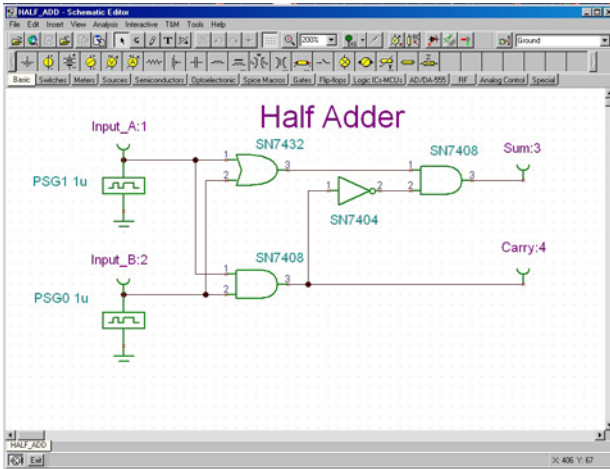 HALF_ADD - Schematic Editor
File Edit Insert View Analysis Interactive T&M Tools Help
T 200% Ground
Basic Switches Meters Sources Semiconductors Optoelectronic Spice Macros Gates Flip-flops Logic ICs-MCUs AD/DA-555 RF Analog Control Special
Half Adder
Input_A:1
SN7432
SN7408
Sum:3
1
2
3
1
2
3
PSG1 1u
1
2
SN7404
Input_B:2
SN7408
Carry:4
1
2
3
PSG0 1u
HALF_ADD
Exit
X: 406 Y: 67